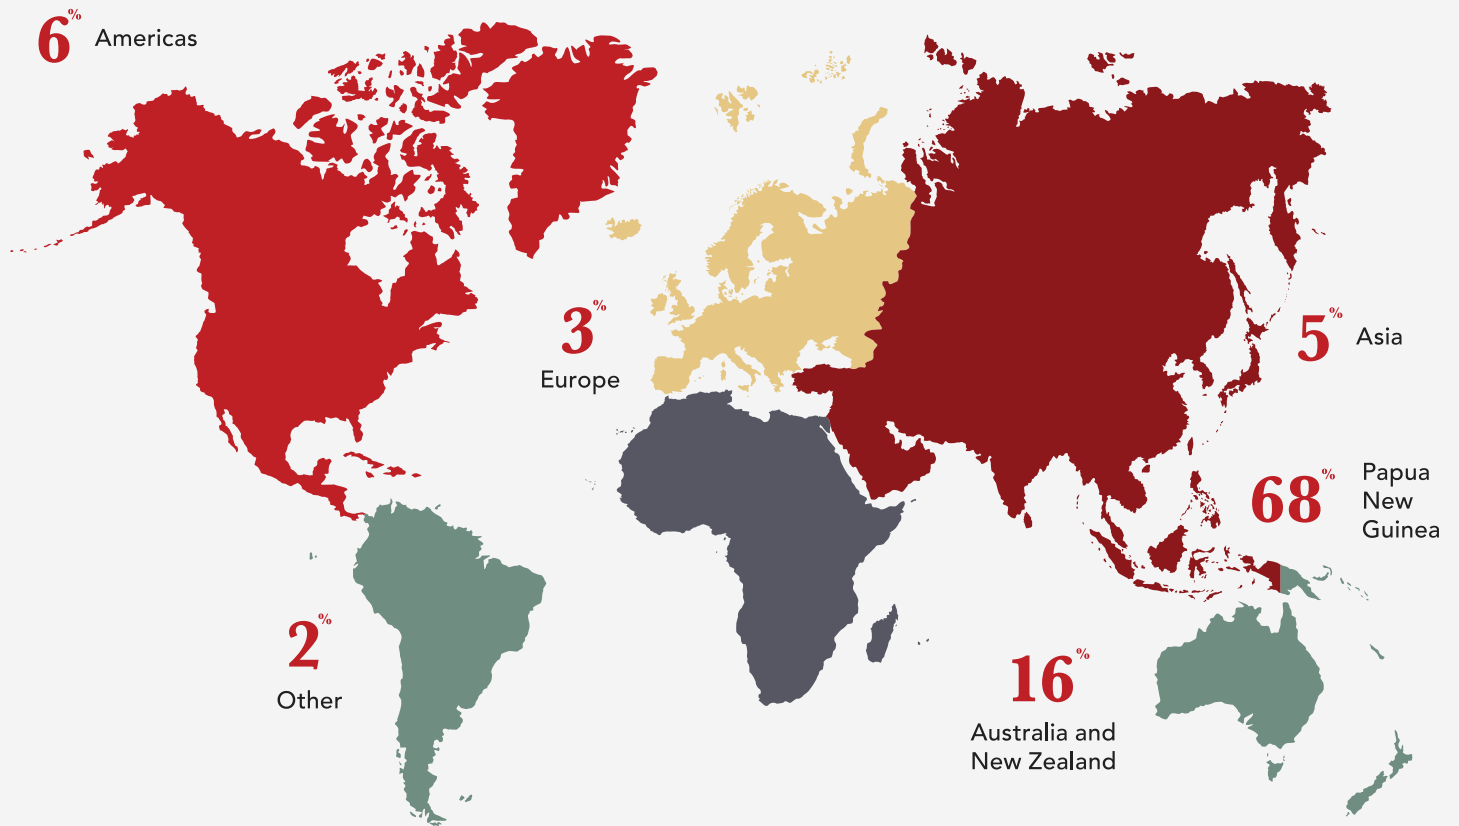 6% Americas
3%
Europe
5% Asia
68% Papua
New
Guinea
2%
Other
16%
Australia and
New Zealand